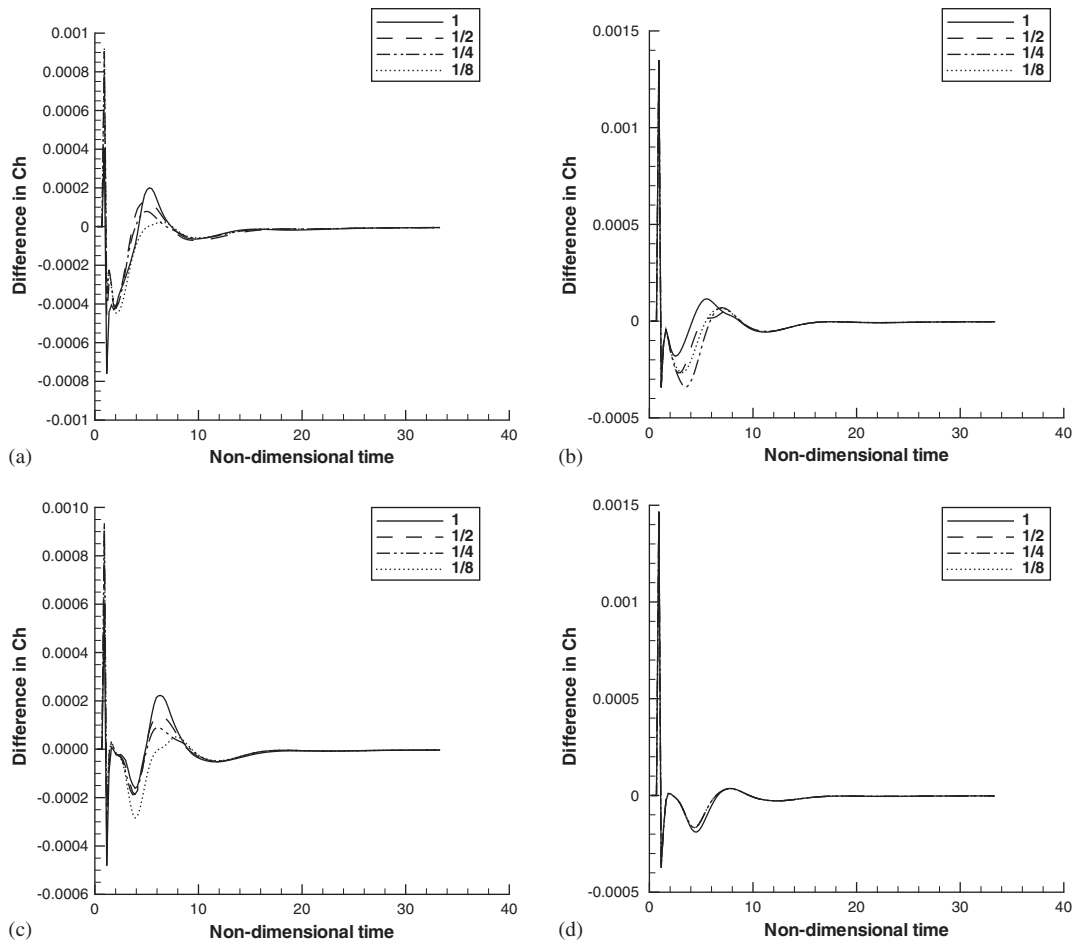 1
1/2
1/4
1/8
0.001
0.0008
0.0006
0.0004
0.0002
0
-0.0002
-0.0004
-0.0006
-0.0008
-0.001
Difference in Ch
0 10 20 30 40
Non-dimensional time
(a)
1
1/2
1/4
1/8
0.0015
0.001
0.0005
0
-0.0005
Difference in Ch
0 10 20 30 40
Non-dimensional time
(b)
1
1/2
1/4
1/8
0.0010
0.0008
0.0006
0.0004
0.0002
0.0000
-0.0002
-0.0004
-0.0006
Difference in Ch
0 10 20 30 40
Non-dimensional time
(c)
1
1/2
1/4
1/8
0.0015
0.001
0.0005
0
-0.0005
Difference in Ch
0 10 20 30 40
Non-dimensional time
(d)